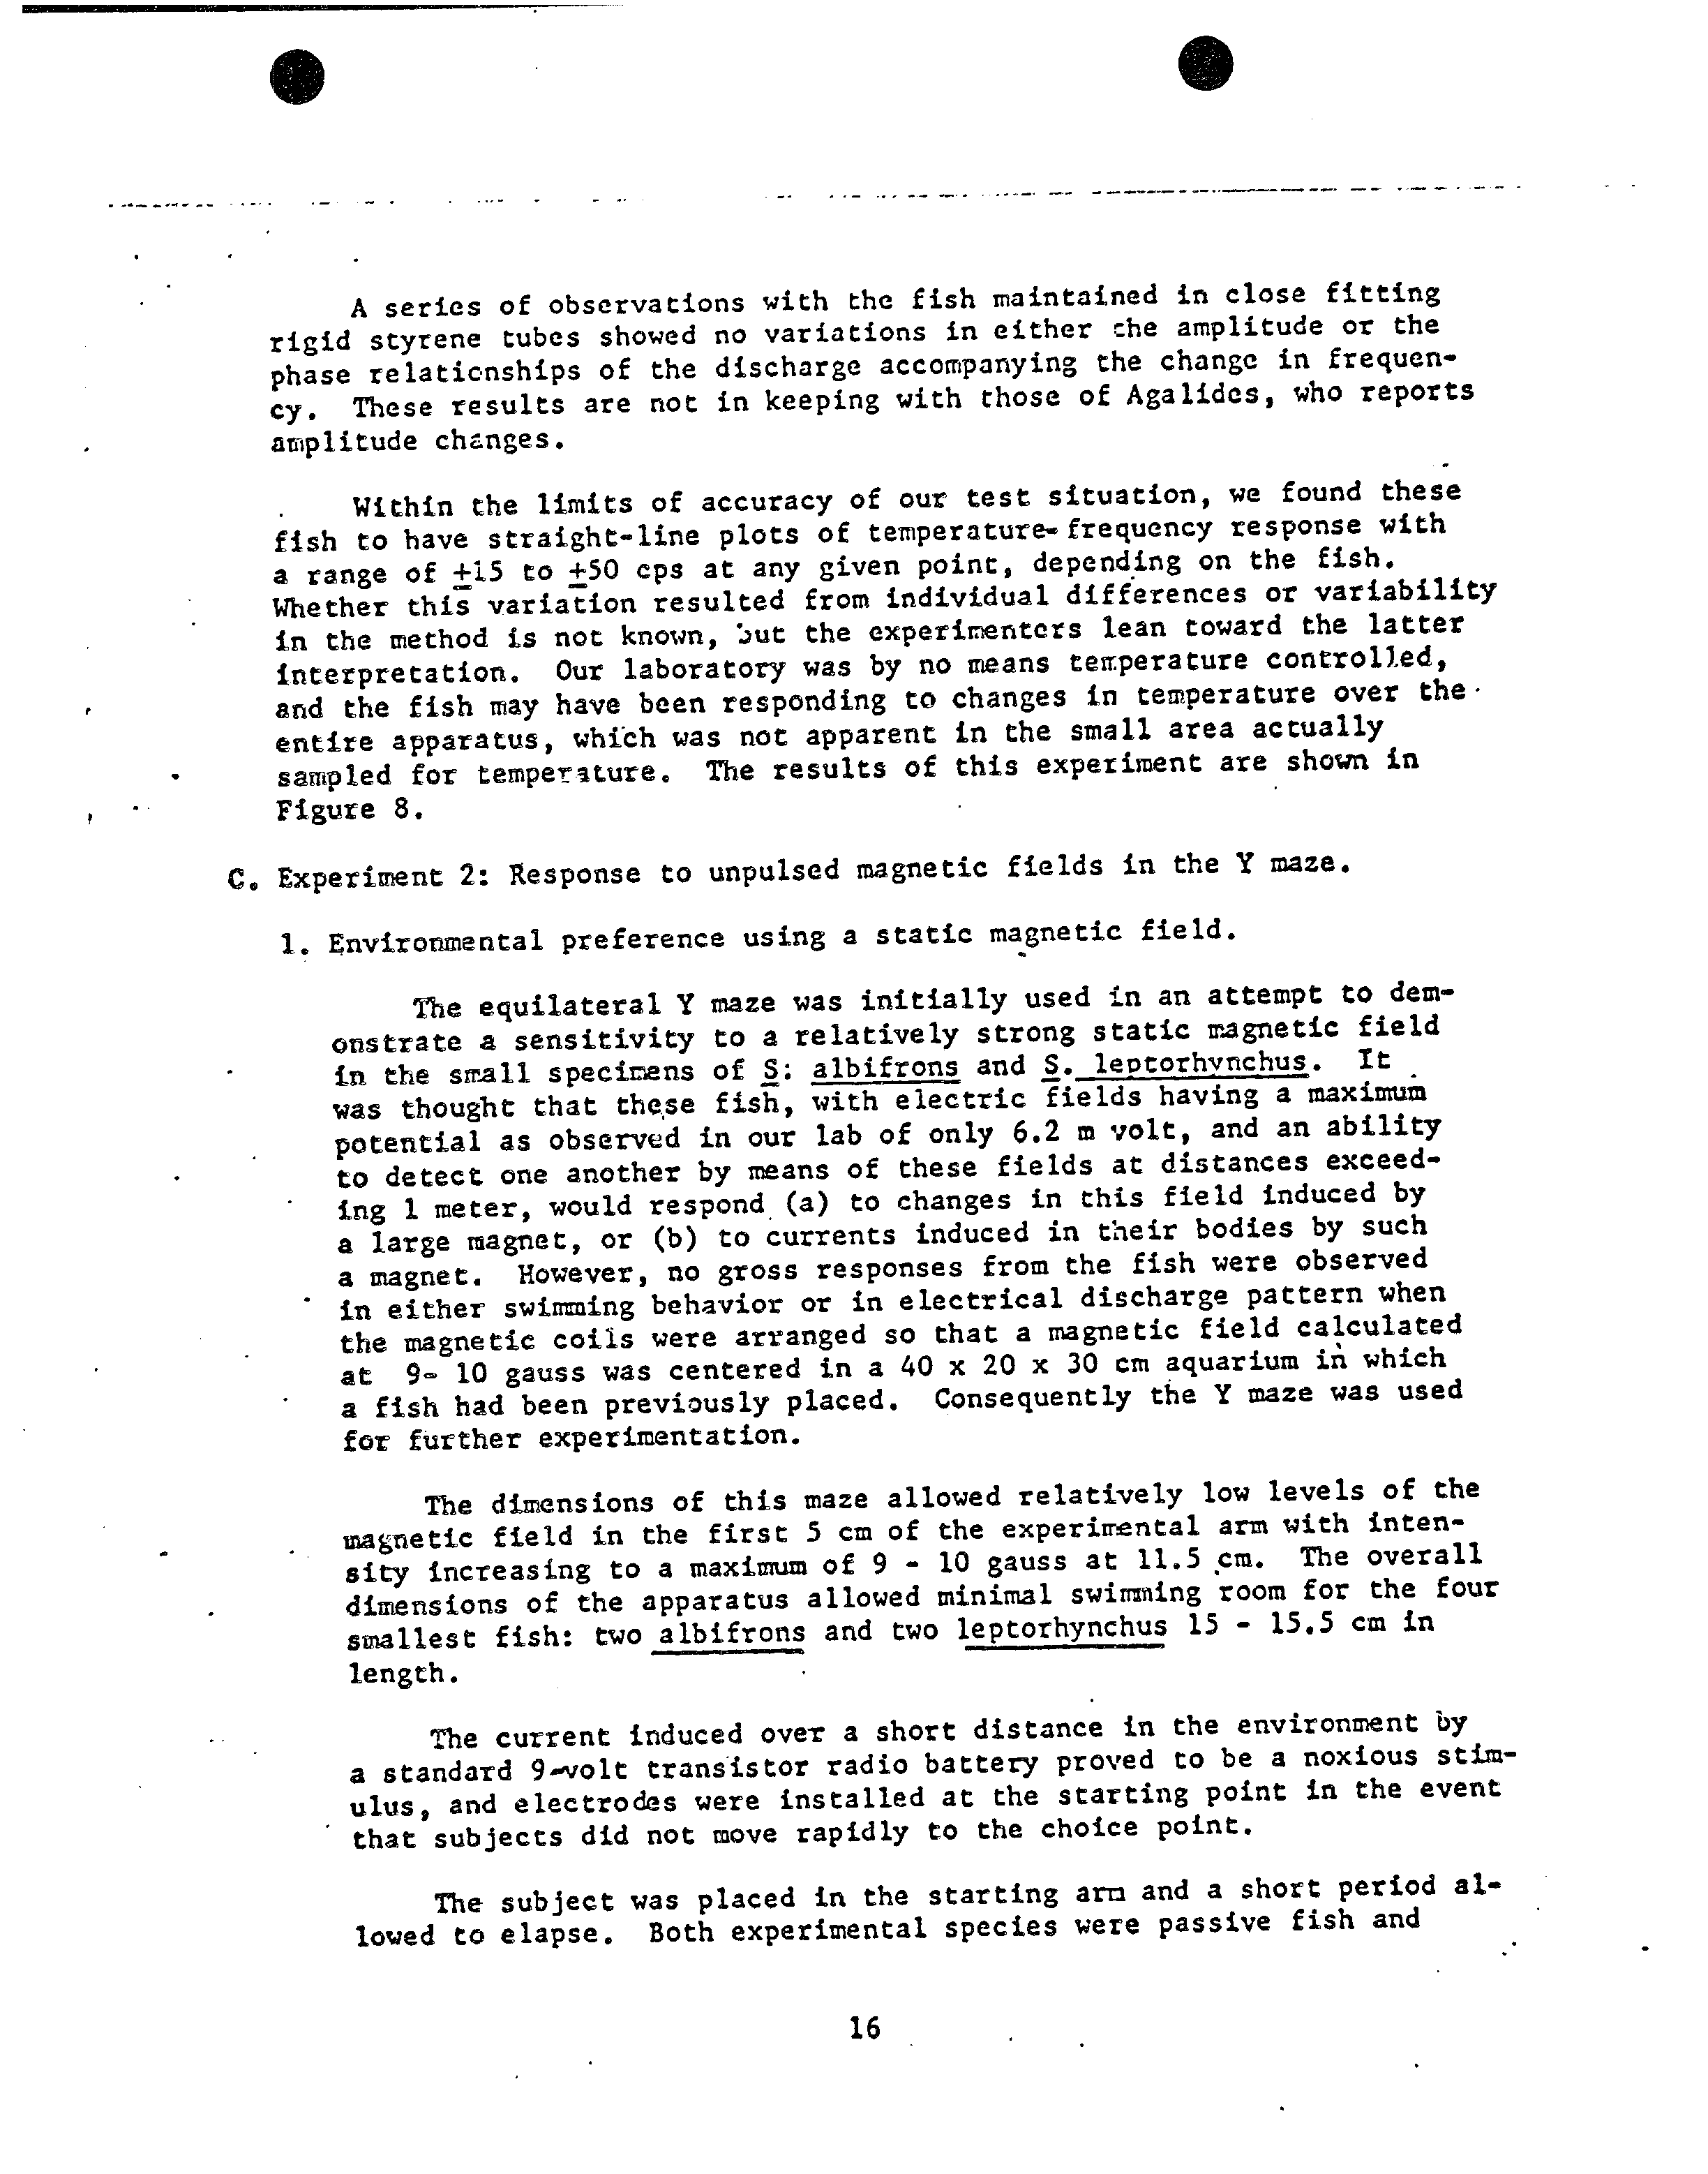 A series of observations with the fish maintained in close fitting
rigid styrene tubes showed no variations in either the amplitude or the
phase relationships of the discharge accompanying the change in frequen-
cy. These results are not in keeping with those of Agalides, who reports
amplitude changes.
Within the limits of accuracy of our test situation, we found these
fish to have straight-line plots of temperature-frequency response with
a range of ±15 to ±50 cps at any given point, depending on the fish.
Whether this variation resulted from individual differences or variability
in the method is not known, but the experimenters lean toward the latter
interpretation. Our laboratory was by no means temperature controlled,
and the fish may have been responding to changes in temperature over the
entire apparatus, which was not apparent in the small area actually
sampled for temperature. The results of this experiment are shown in
Figure 8.
C. Experiment 2: Response to unpulsed magnetic fields in the Y maze.
1. Environmental preference using a static magnetic field.
The equilateral Y maze was initially used in an attempt to dem-
onstrate a sensitivity to a relatively strong static magnetic field
in the small specimens of S: albifrons and S. leptorhynchus. It
was thought that these fish, with electric fields having a maximum
potential as observed in our lab of only 6.2 m volt, and an ability
to detect one another by means of these fields at distances exceed-
ing 1 meter, would respond (a) to changes in this field induced by
a large magnet, or (b) to currents induced in their bodies by such
a magnet. However, no gross responses from the fish were observed
in either swimming behavior or in electrical discharge pattern when
the magnetic coils were arranged so that a magnetic field calculated
at 9- 10 gauss was centered in a 40 x 20 x 30 cm aquarium in which
a fish had been previously placed. Consequently the Y maze was used
for further experimentation.
The dimensions of this maze allowed relatively low levels of the
magnetic field in the first 5 cm of the experimental arm with inten-
sity increasing to a maximum of 9 - 10 gauss at 11.5 cm. The overall
dimensions of the apparatus allowed minimal swimming room for the four
smallest fish: two albifrons and two leptorhynchus 15 - 15.5 cm in
length.
The current induced over a short distance in the environment by
a standard 9-volt transistor radio battery proved to be a noxious stim-
ulus, and electrodes were installed at the starting point in the event
that subjects did not move rapidly to the choice point.
The subject was placed in the starting arm and a short period al-
lowed to elapse. Both experimental species were passive fish and
16